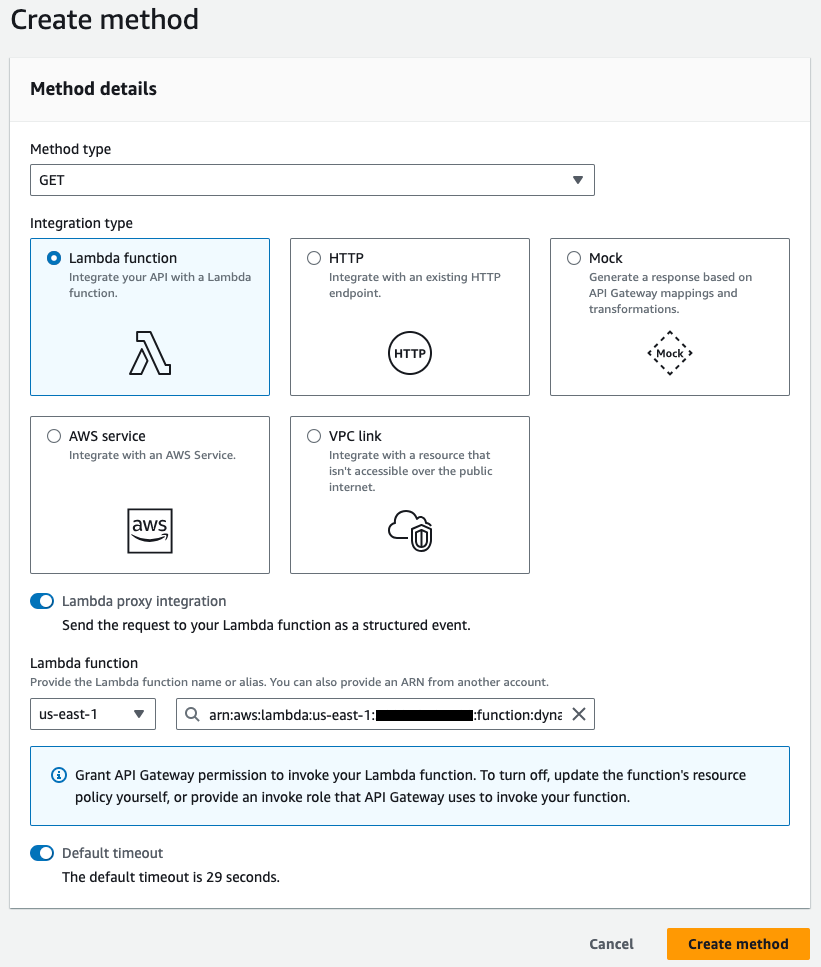 Create method
Method details
Method type
GET
Integration type
Lambda function
Integrate your API with a Lambda
function.
HTTP
Integrate with an existing HTTP
endpoint.
HTTP
Mock
Generate a response based on
API Gateway mappings and
transformations.
Mock
AWS service
Integrate with an AWS Service.
aws
VPC link
Integrate with a resource that
isn't accessible over the public
internet.
Lambda proxy integration
Send the request to your Lambda function as a structured event.
Lambda function
Provide the Lambda function name or alias. You can also provide an ARN from another account.
us-east-1
arn:aws:lambda:us-east-1: :function:dyna
Grant API Gateway permission to invoke your Lambda function. To turn off, update the function's resource
policy yourself, or provide an invoke role that API Gateway uses to invoke your function.
Default timeout
The default timeout is 29 seconds.
Cancel
Create method